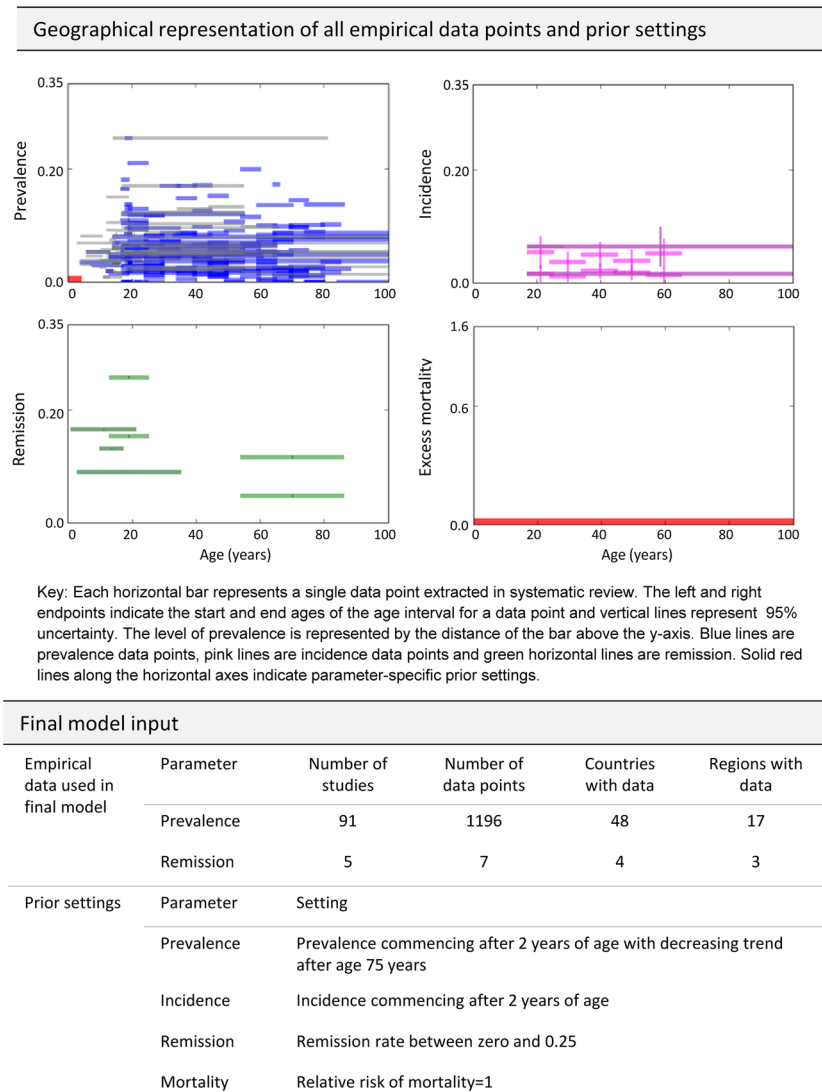 Geographical representation of all empirical data points and prior settings
0.35
0.20
0.0
Prevalence
0 20 40 60 80 100
0.35
0.20
0.0
Incidence
0 20 40 60 80 100
0.35
0.20
0.0
Remission
0 20 40 60 80 100
Age (years)
1.6
0.6
0.0
Excess mortality
0 20 40 60 80 100
Age (years)
Key: Each horizontal bar represents a single data point extracted in systematic review. The left and right
endpoints indicate the start and end ages of the age interval for a data point and vertical lines represent 95%
uncertainty. The level of prevalence is represented by the distance of the bar above the y-axis. Blue lines are
prevalence data points, pink lines are incidence data points and green horizontal lines are remission. Solid red
lines along the horizontal axes indicate parameter-specific prior settings.
Final model input
Empirical
data used in
final model
Parameter
Number of
studies
Number of
data points
Countries
with data
Regions with
data
Prevalence 91 1196 48 17
Remission 5 7 4 3
Prior settings Parameter Setting
Prevalence Prevalence commencing after 2 years of age with decreasing trend
after age 75 years
Incidence Incidence commencing after 2 years of age
Remission Remission rate between zero and 0.25
Mortality Relative risk of mortality=1